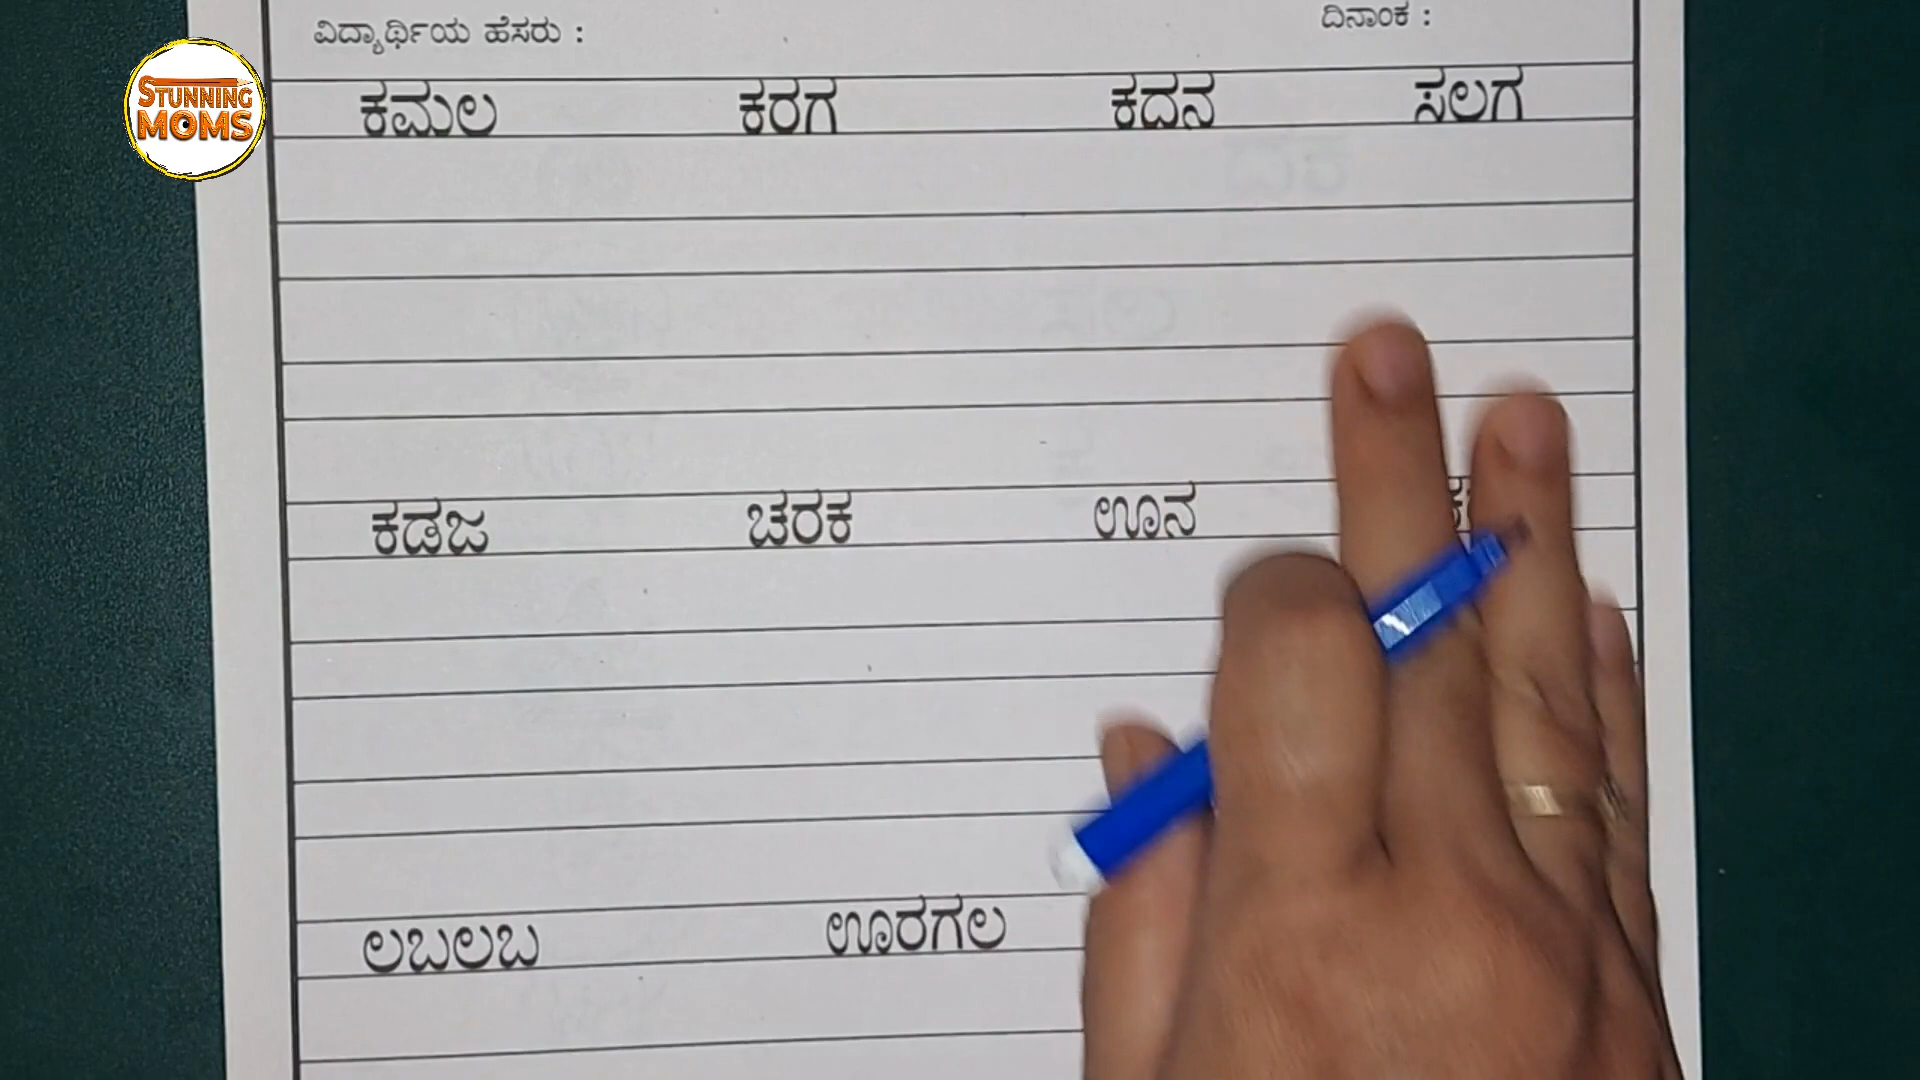 ವಿದ್ಯಾರ್ಥಿಯ ಹೆಸರು : ದಿನಾಂಕ :
STUNNING
MOMS
ಕಮಲ ಕರಗ ಕದನ ಸಲಗ
ಕಡಜ ಚರಕ ಊನ
ಲಬಲಬ ಊರಗಲ